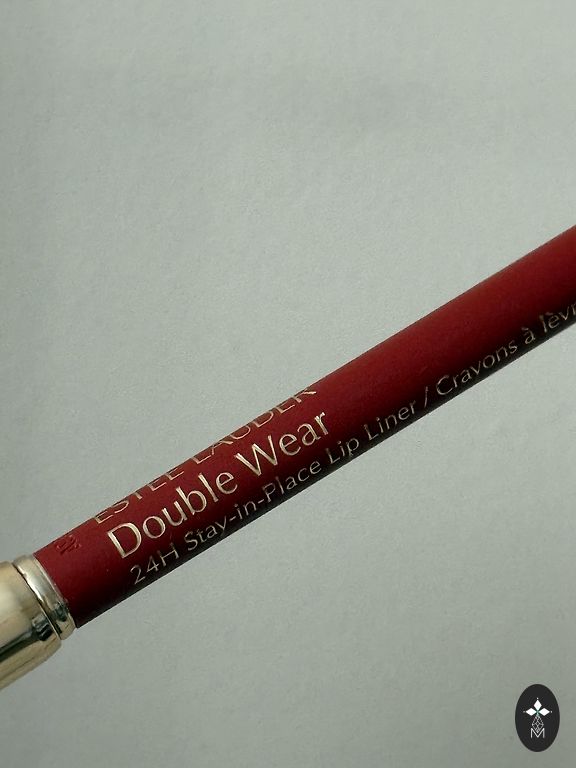 ESTEE LAUDER
Double Wear
24H Stay-in-Place Lip Liner / Crayons à lèvr
M